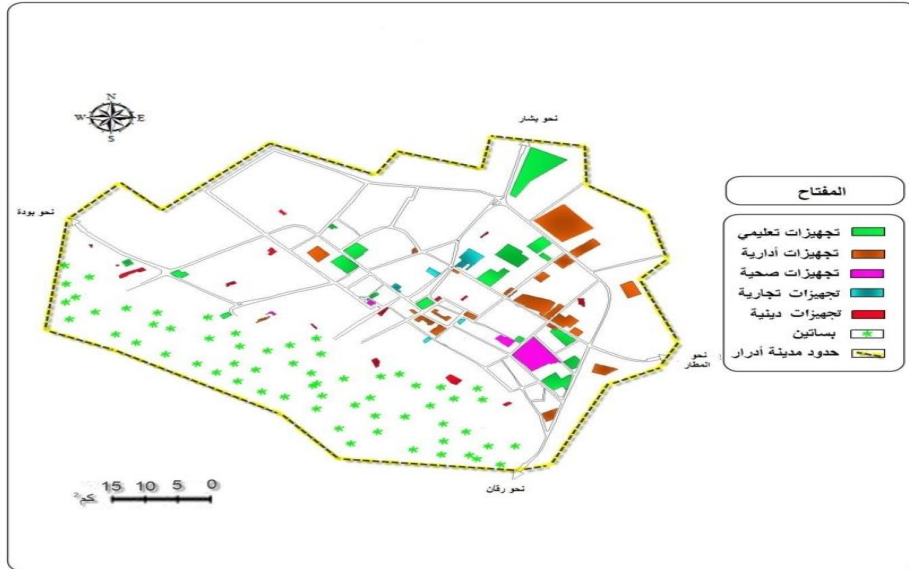 N
W E
S
نحو بشار
نحو بودة
المفتاح
تجهيزات تعليمي
تجهيزات أدارية
تجهيزات صحية
تجهيزات تجارية
تجهيزات دينية
بساتين
حدود مدينة أدرار
نحو
المطار
15 10 5 0
كم²
نحو رقان